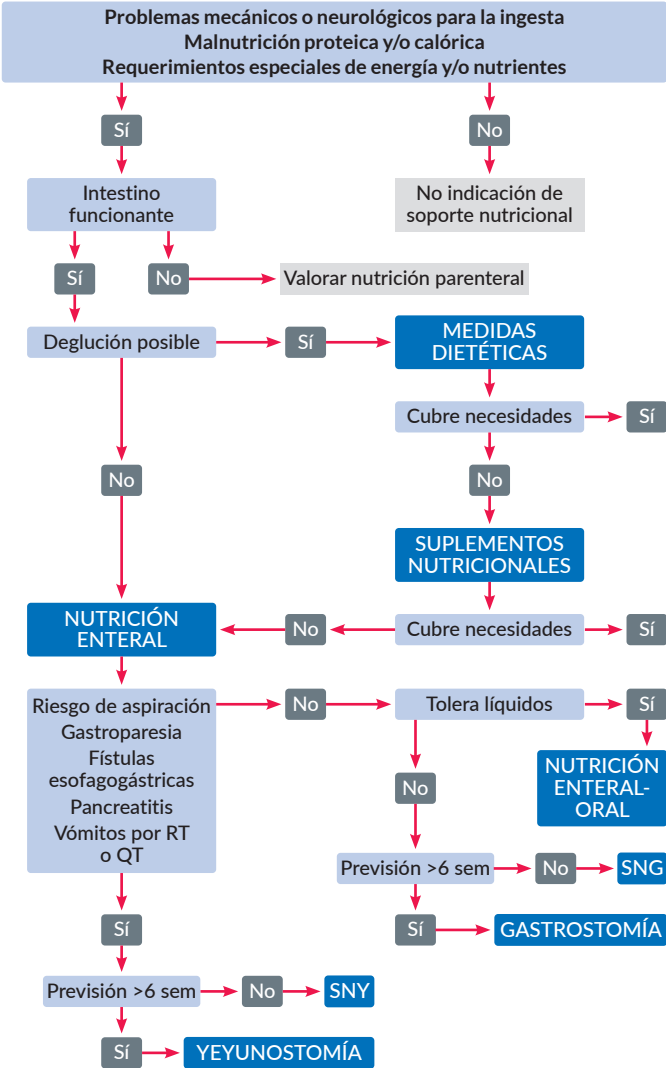 Problemas mecánicos o neurológicos para la ingesta
Malnutrición proteica y/o calórica
Requerimientos especiales de energía y/o nutrientes
Sí
No
Intestino
funcionante
No indicación de
soporte nutricional
Sí
No
Valorar nutrición parenteral
Deglución posible
Sí
MEDIDAS
DIETÉTICAS
Cubre necesidades
Sí
No
No
SUPLEMENTOS
NUTRICIONALES
NUTRICIÓN
ENTERAL
No
Cubre necesidades
Sí
Riesgo de aspiración
Gastroparesia
Fístulas
esofagogástricas
Pancreatitis
Vómitos por RT
o QT
No
Tolera líquidos
Sí
NUTRICIÓN
ENTERAL-
ORAL
No
Previsión >6 sem
No
SNG
Sí
GASTROSTOMÍA
Sí
Previsión >6 sem
No
SNY
Sí
YEYUNOSTOMÍA